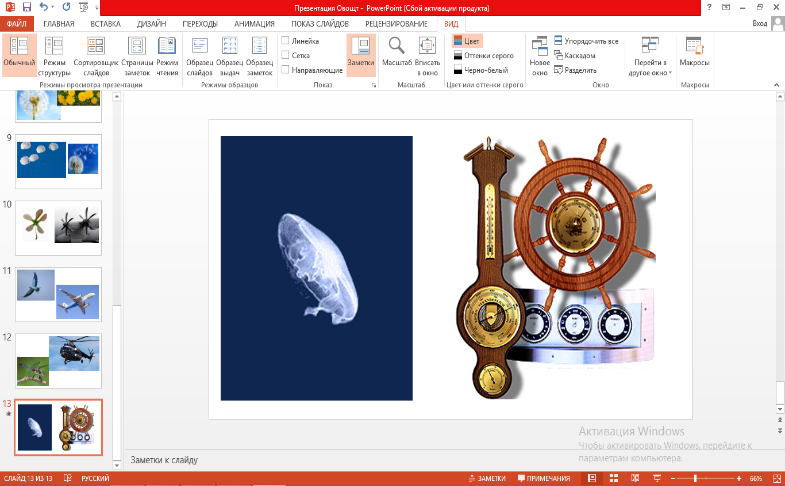 Презентация Овощт - PowerPoint (Сбой активации продукта)
ФАЙЛ ГЛАВНАЯ ВСТАВКА ДИЗАЙН ПЕРЕХОДЫ АНИМАЦИЯ ПОКАЗ СЛАЙДОВ РЕЦЕНЗИРОВАНИЕ ВИД Вход
Обычный
Режим структуры
Сортировщик слайдов
Страницы заметок
Режим чтения
Режимы просмотра презентации
Образец слайдов
Образец выдач
Образец заметок
Режимы образцов
Линейка
Сетка
Направляющие
Показ
Заметки
Масштаб
Вписать в окно
Масштаб
Цвет
Оттенки серого
Черно-белый
Цвет или оттенки серого
Новое окно
Упорядочить все
Каскадом
Разделить
Перейти в другое окно
Окно
Макросы
Макросы
9
10
11
12
13
Активация Windows
Чтобы активировать Windows, перейдите к
параметрам компьютера.
Заметки к слайду
СЛАЙД 13 ИЗ 13 РУССКИЙ ЗАМЕТКИ ПРИМЕЧАНИЯ 66%